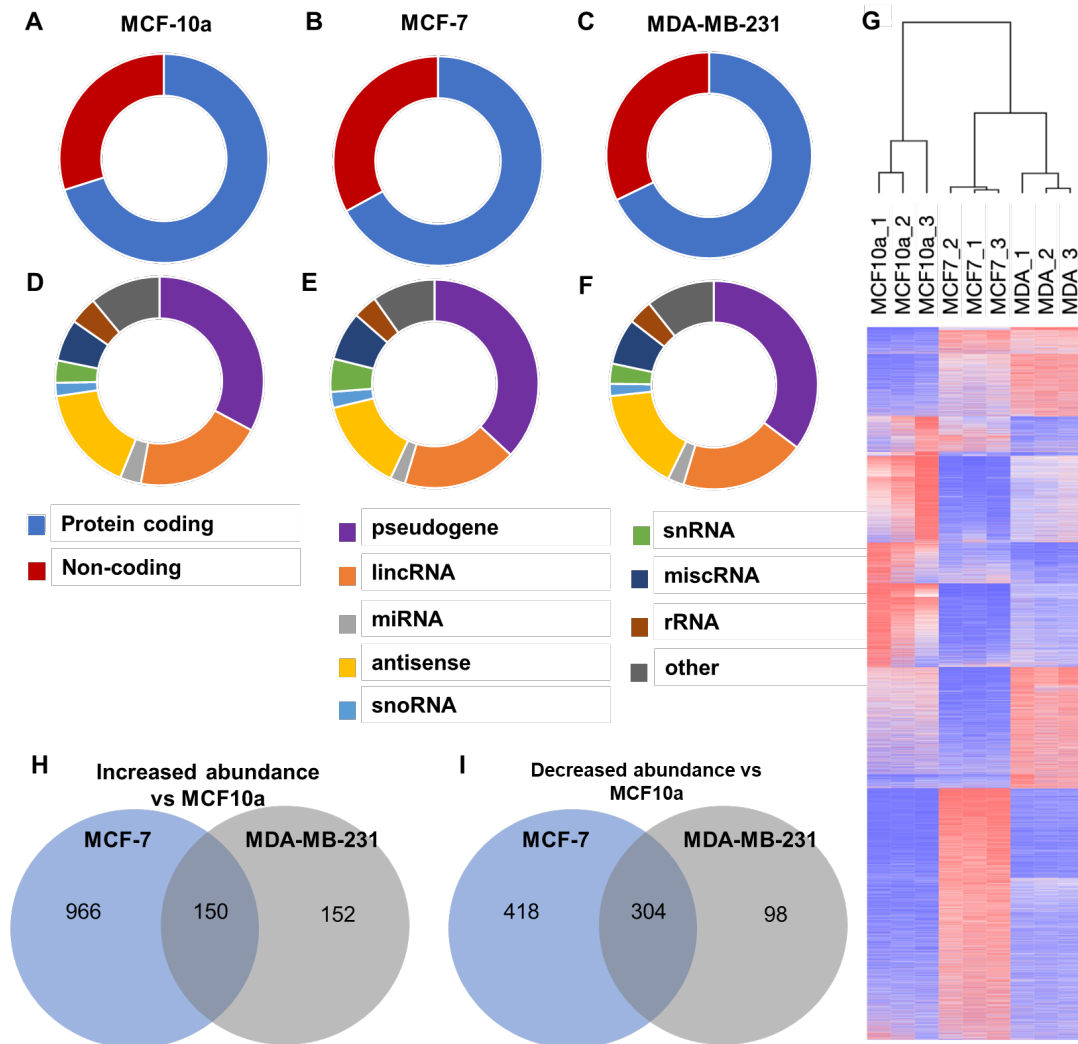 A
MCF-10a
B
MCF-7
C
MDA-MB-231
G
D
E
F
MCF10a_1
MCF10a_2
MCF10a_3
MCF7_2
MCF7_1
MCF7_3
MDA_1
MDA_2
MDA_3
Protein coding
Non-coding
pseudogene
lincRNA
miRNA
antisense
snoRNA
snRNA
miscRNA
rRNA
other
H
Increased abundance
vs MCF10a
MCF-7
MDA-MB-231
966
150
152
I
Decreased abundance vs
MCF10a
MCF-7
MDA-MB-231
418
304
98